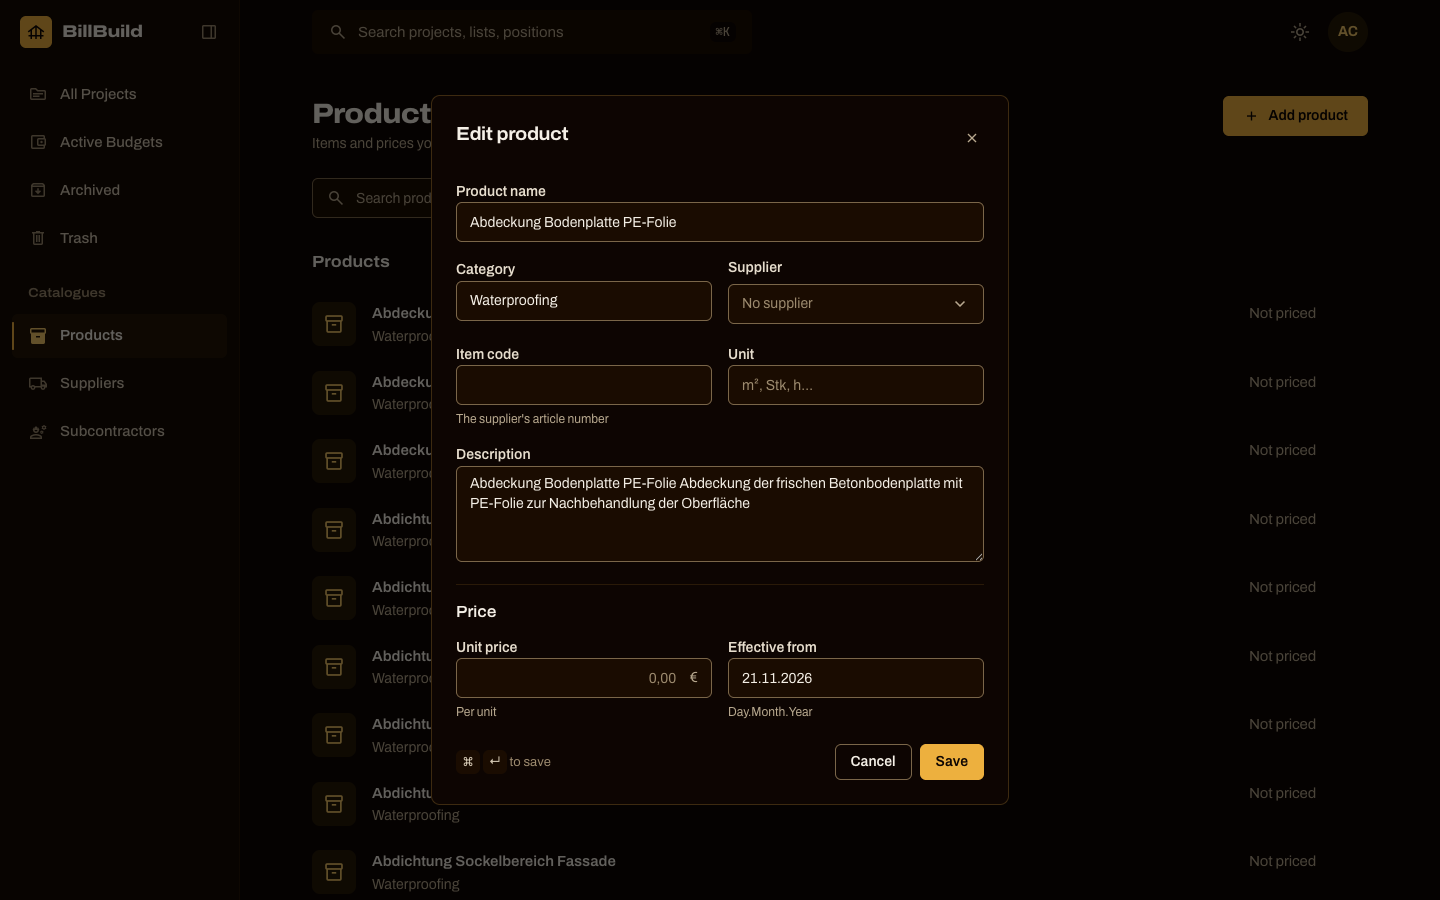 BillBuild
Search projects, lists, positions
⌘K
AC
All Projects
Active Budgets
Archived
Trash
Catalogues
Products
Suppliers
Subcontractors
Product
Items and prices yo
Add product
Search prod
Products
Abdecku
Waterproo
Not priced
Abdecku
Waterproo
Not priced
Abdecku
Waterproo
Not priced
Abdichtu
Waterproo
Not priced
Abdichtu
Waterproo
Not priced
Abdichtu
Waterproo
Not priced
Abdichtu
Waterproo
Not priced
Abdichtu
Waterproofing
Not priced
Abdichtung Sockelbereich Fassade
Waterproofing
Not priced
Edit product
Product name
Abdeckung Bodenplatte PE-Folie
Category
Waterproofing
Supplier
No supplier
Item code
The supplier's article number
Unit
m², Stk, h...
Description
Abdeckung Bodenplatte PE-Folie Abdeckung der frischen Betonbodenplatte mit
PE-Folie zur Nachbehandlung der Oberfläche
Price
Unit price
0,00 €
Per unit
Effective from
21.11.2026
Day.Month.Year
⌘ ↵ to save
Cancel
Save